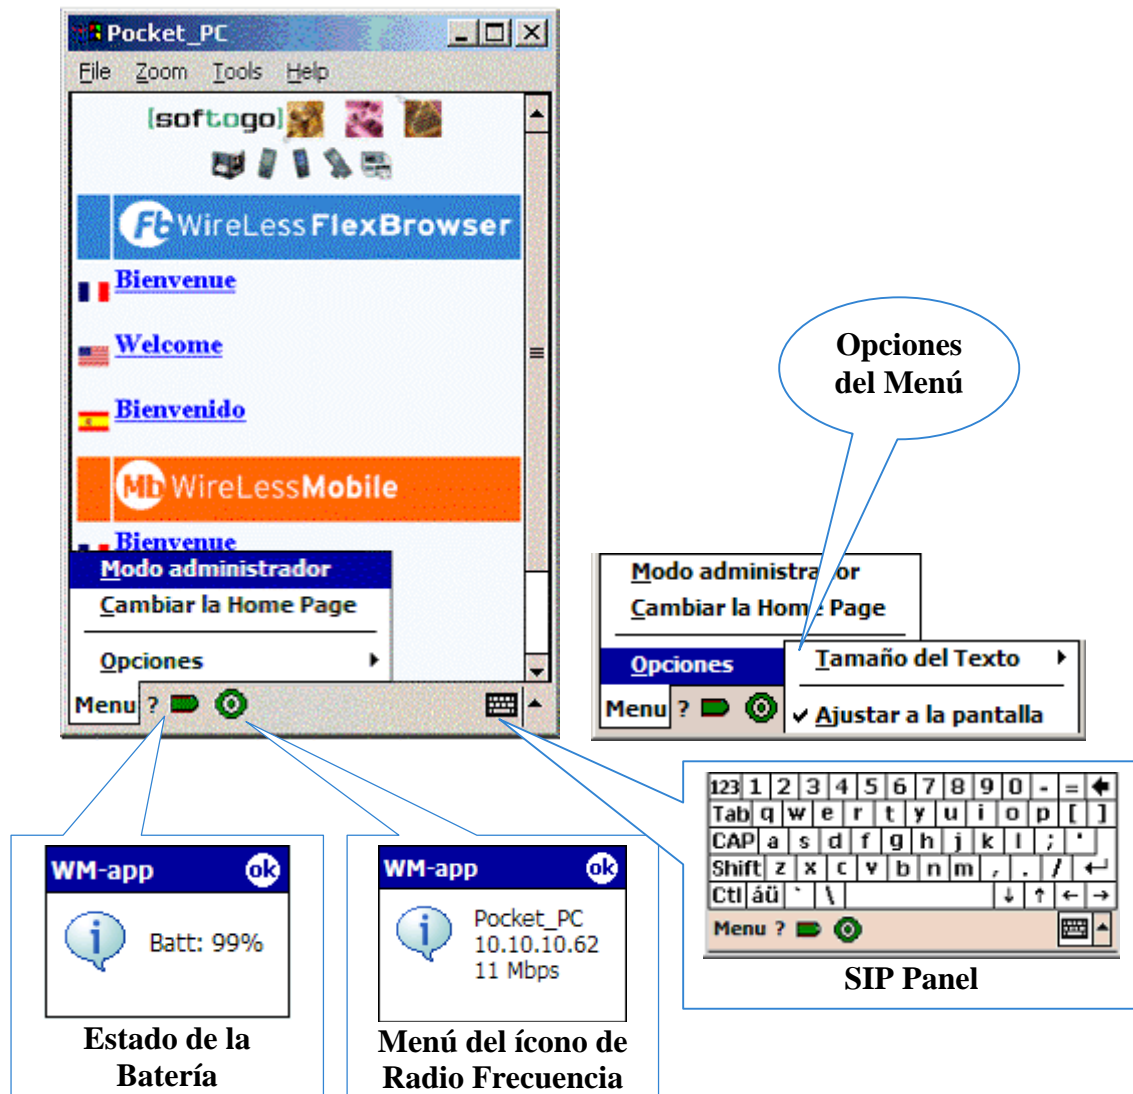 Pocket_PC
File Zoom Tools Help
[softogo]
Fb WireLess FlexBrowser
Bienvenue
Welcome
Bienvenido
Mb WireLessMobile
Bienvenue
Modo administrador
Cambiar la Home Page
Opciones
Menu ?
Opciones
del Menú
Modo administrador
Cambiar la Home Page
Opciones
Tamaño del Texto
✓ Ajustar a la pantalla
Menu ?
123 1 2 3 4 5 6 7 8 9 0 - =
Tab q w e r t y u i o p [ ]
CAP a s d f g h j k l ; '
Shift z x c v b n m , . /
Ctl áü ` \ ↓ ↑ ← →
Menu ?
SIP Panel
WM-app ok
Batt: 99%
Estado de la
Batería
WM-app ok
Pocket_PC
10.10.10.62
11 Mbps
Menú del ícono de
Radio Frecuencia